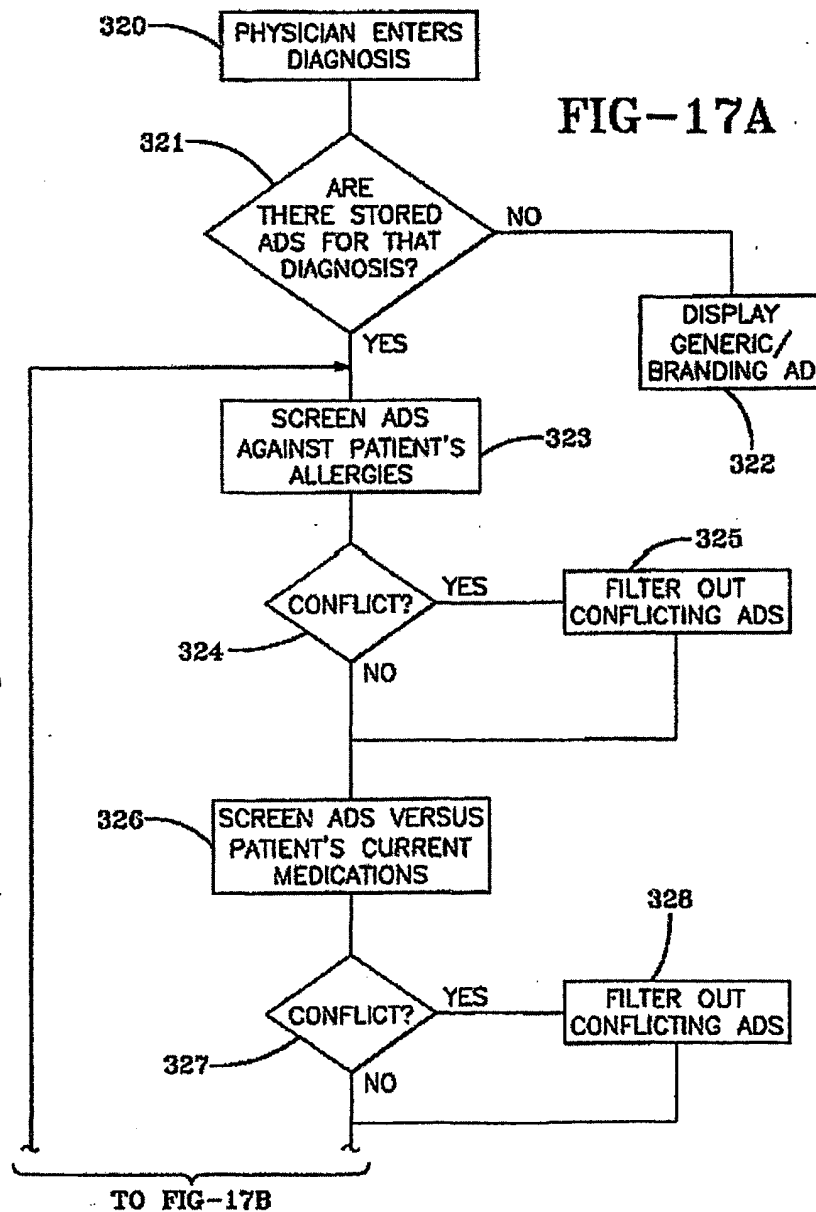 320
PHYSICIAN ENTERS
DIAGNOSIS
FIG-17A
321
ARE
THERE STORED
ADS FOR THAT
DIAGNOSIS?
NO
YES
DISPLAY
GENERIC/
BRANDING AD
322
SCREEN ADS
AGAINST PATIENT'S
ALLERGIES
323
CONFLICT?
324
YES
NO
325
FILTER OUT
CONFLICTING ADS
326
SCREEN ADS VERSUS
PATIENT'S CURRENT
MEDICATIONS
328
CONFLICT?
327
YES
NO
FILTER OUT
CONFLICTING ADS
TO FIG-17B